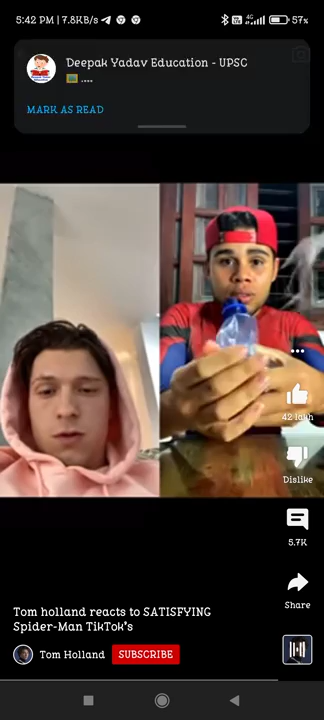 5:42 PM | 7.8KB/s
4G
57%
Deepak Yadav Education - UPSC
....
MARK AS READ
42 lakh
Dislike
5.7K
Share
Tom holland reacts to SATISFYING
Spider-Man TikTok's
Tom Holland
SUBSCRIBE